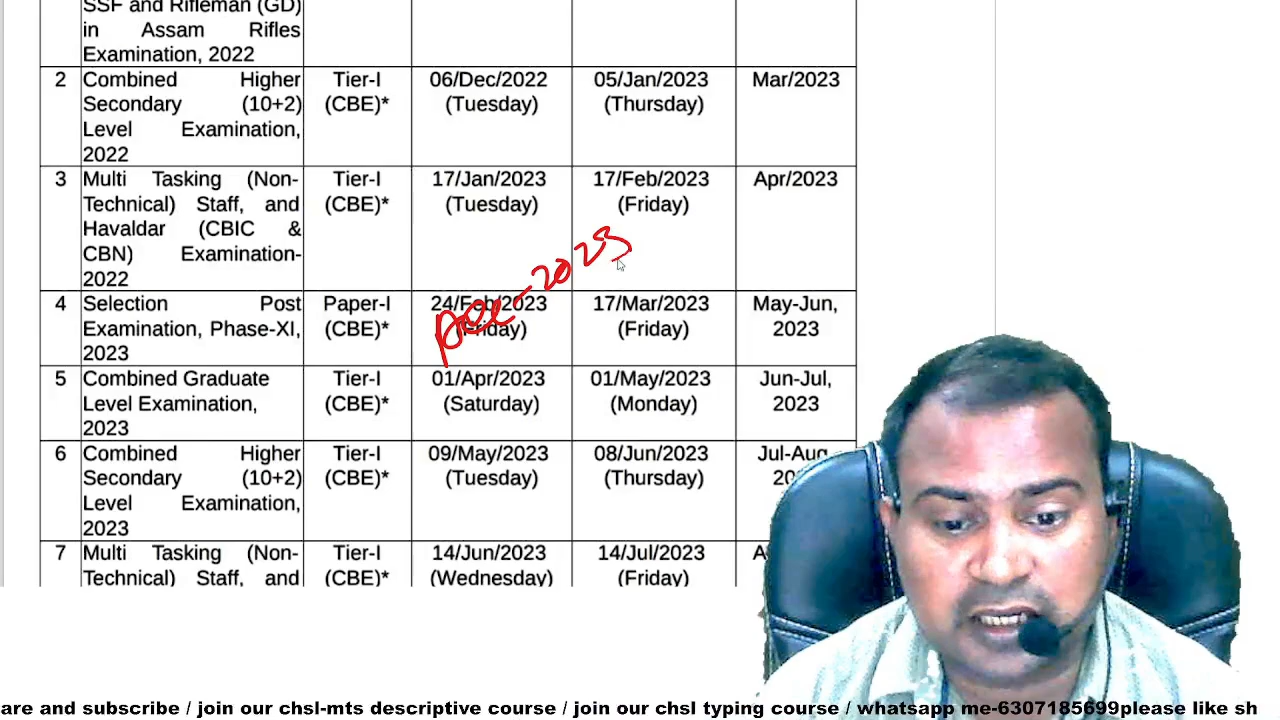 SSF and Rifleman (GD)
in Assam Rifles
Examination, 2022
2 Combined Higher Tier-I 06/Dec/2022 05/Jan/2023 Mar/2023
Secondary (10+2) (CBE)* (Tuesday) (Thursday)
Level Examination,
2022
3 Multi Tasking (Non- Tier-I 17/Jan/2023 17/Feb/2023 Apr/2023
Technical) Staff, and (CBE)* (Tuesday) (Friday)
Havaldar (CBIC &
CBN) Examination-
2022
-2023
4 Selection Post Paper-I 24/Feb/2023 17/Mar/2023 May-Jun,
Examination, Phase-XI, (CBE)* (Friday) (Friday) 2023
2023
5 Combined Graduate Tier-I 01/Apr/2023 01/May/2023 Jun-Jul,
Level Examination, (CBE)* (Saturday) (Monday) 2023
2023
6 Combined Higher Tier-I 09/May/2023 08/Jun/2023 Jul-Aug
Secondary (10+2) (CBE)* (Tuesday) (Thursday)
Level Examination,
2023
7 Multi Tasking (Non- Tier-I 14/Jun/2023 14/Jul/2023
Technical) Staff, and (CBE)* (Wednesday) (Friday)
are and subscribe / join our chsl-mts descriptive course / join our chsl typing course / whatsapp me-6307185699please like sh